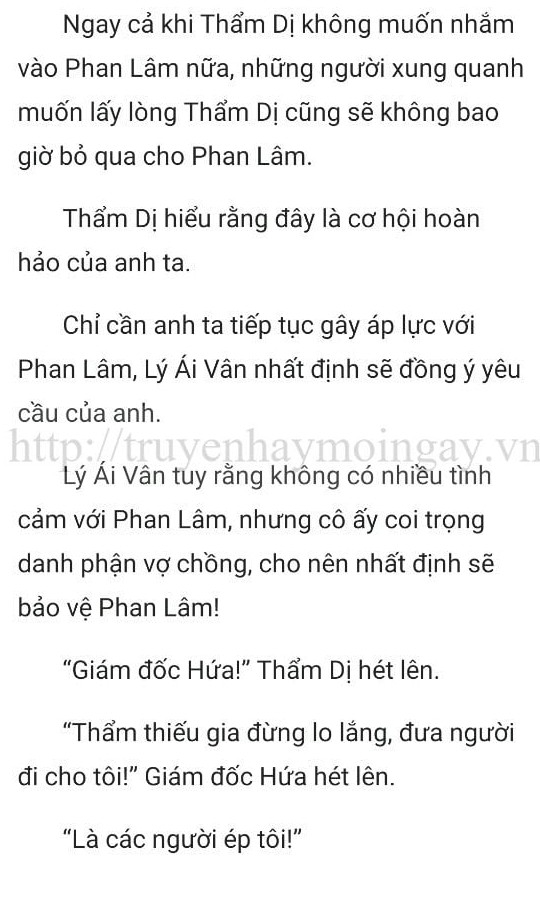 Ngay cả khi Thẩm Dị không muốn nhắm
vào Phan Lâm nữa, những người xung quanh
muốn lấy lòng Thẩm Dị cũng sẽ không bao
giờ bỏ qua cho Phan Lâm.
Thẩm Dị hiểu rằng đây là cơ hội hoàn
hảo của anh ta.
Chỉ cần anh ta tiếp tục gây áp lực với
Phan Lâm, Lý Ái Vân nhất định sẽ đồng ý yêu
cầu của anh.
http://truyenhaymoingay.vn
Lý Ái Vân tuy rằng không có nhiều tình
cảm với Phan Lâm, nhưng cô ấy coi trọng
danh phận vợ chồng, cho nên nhất định sẽ
bảo vệ Phan Lâm!
“Giám đốc Hứa!” Thẩm Dị hét lên.
“Thẩm thiếu gia đừng lo lắng, đưa người
đi cho tôi!” Giám đốc Hứa hét lên.
“Là các người ép tôi!”